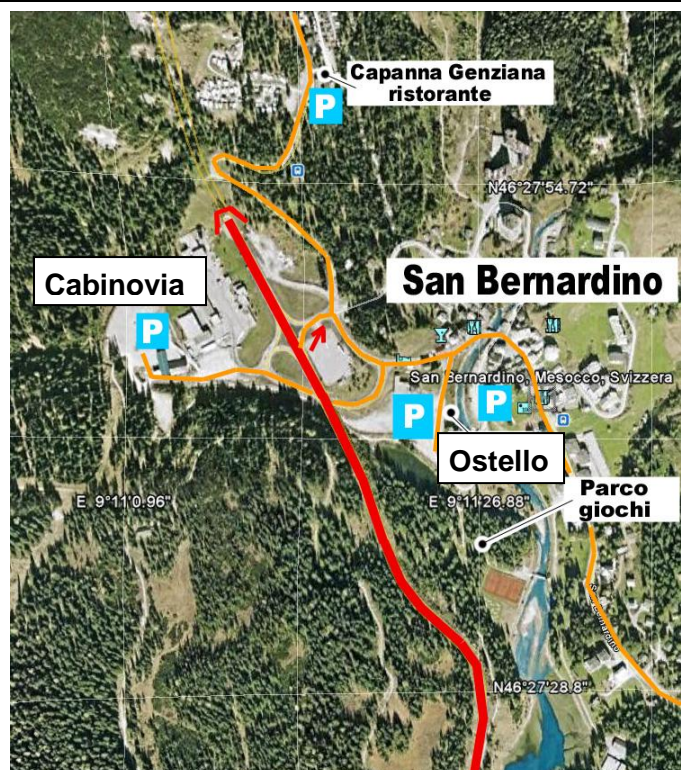 Capanna Genziana
ristorante
P
N46°27'54.72"
Cabinovia
San Bernardino
P
San Bernardino, Mesocco, Svizzera
P
P
Ostello
Parco
giochi
E 9°11'0.96"
E 9°11'26.88"
N46°27'28.8"